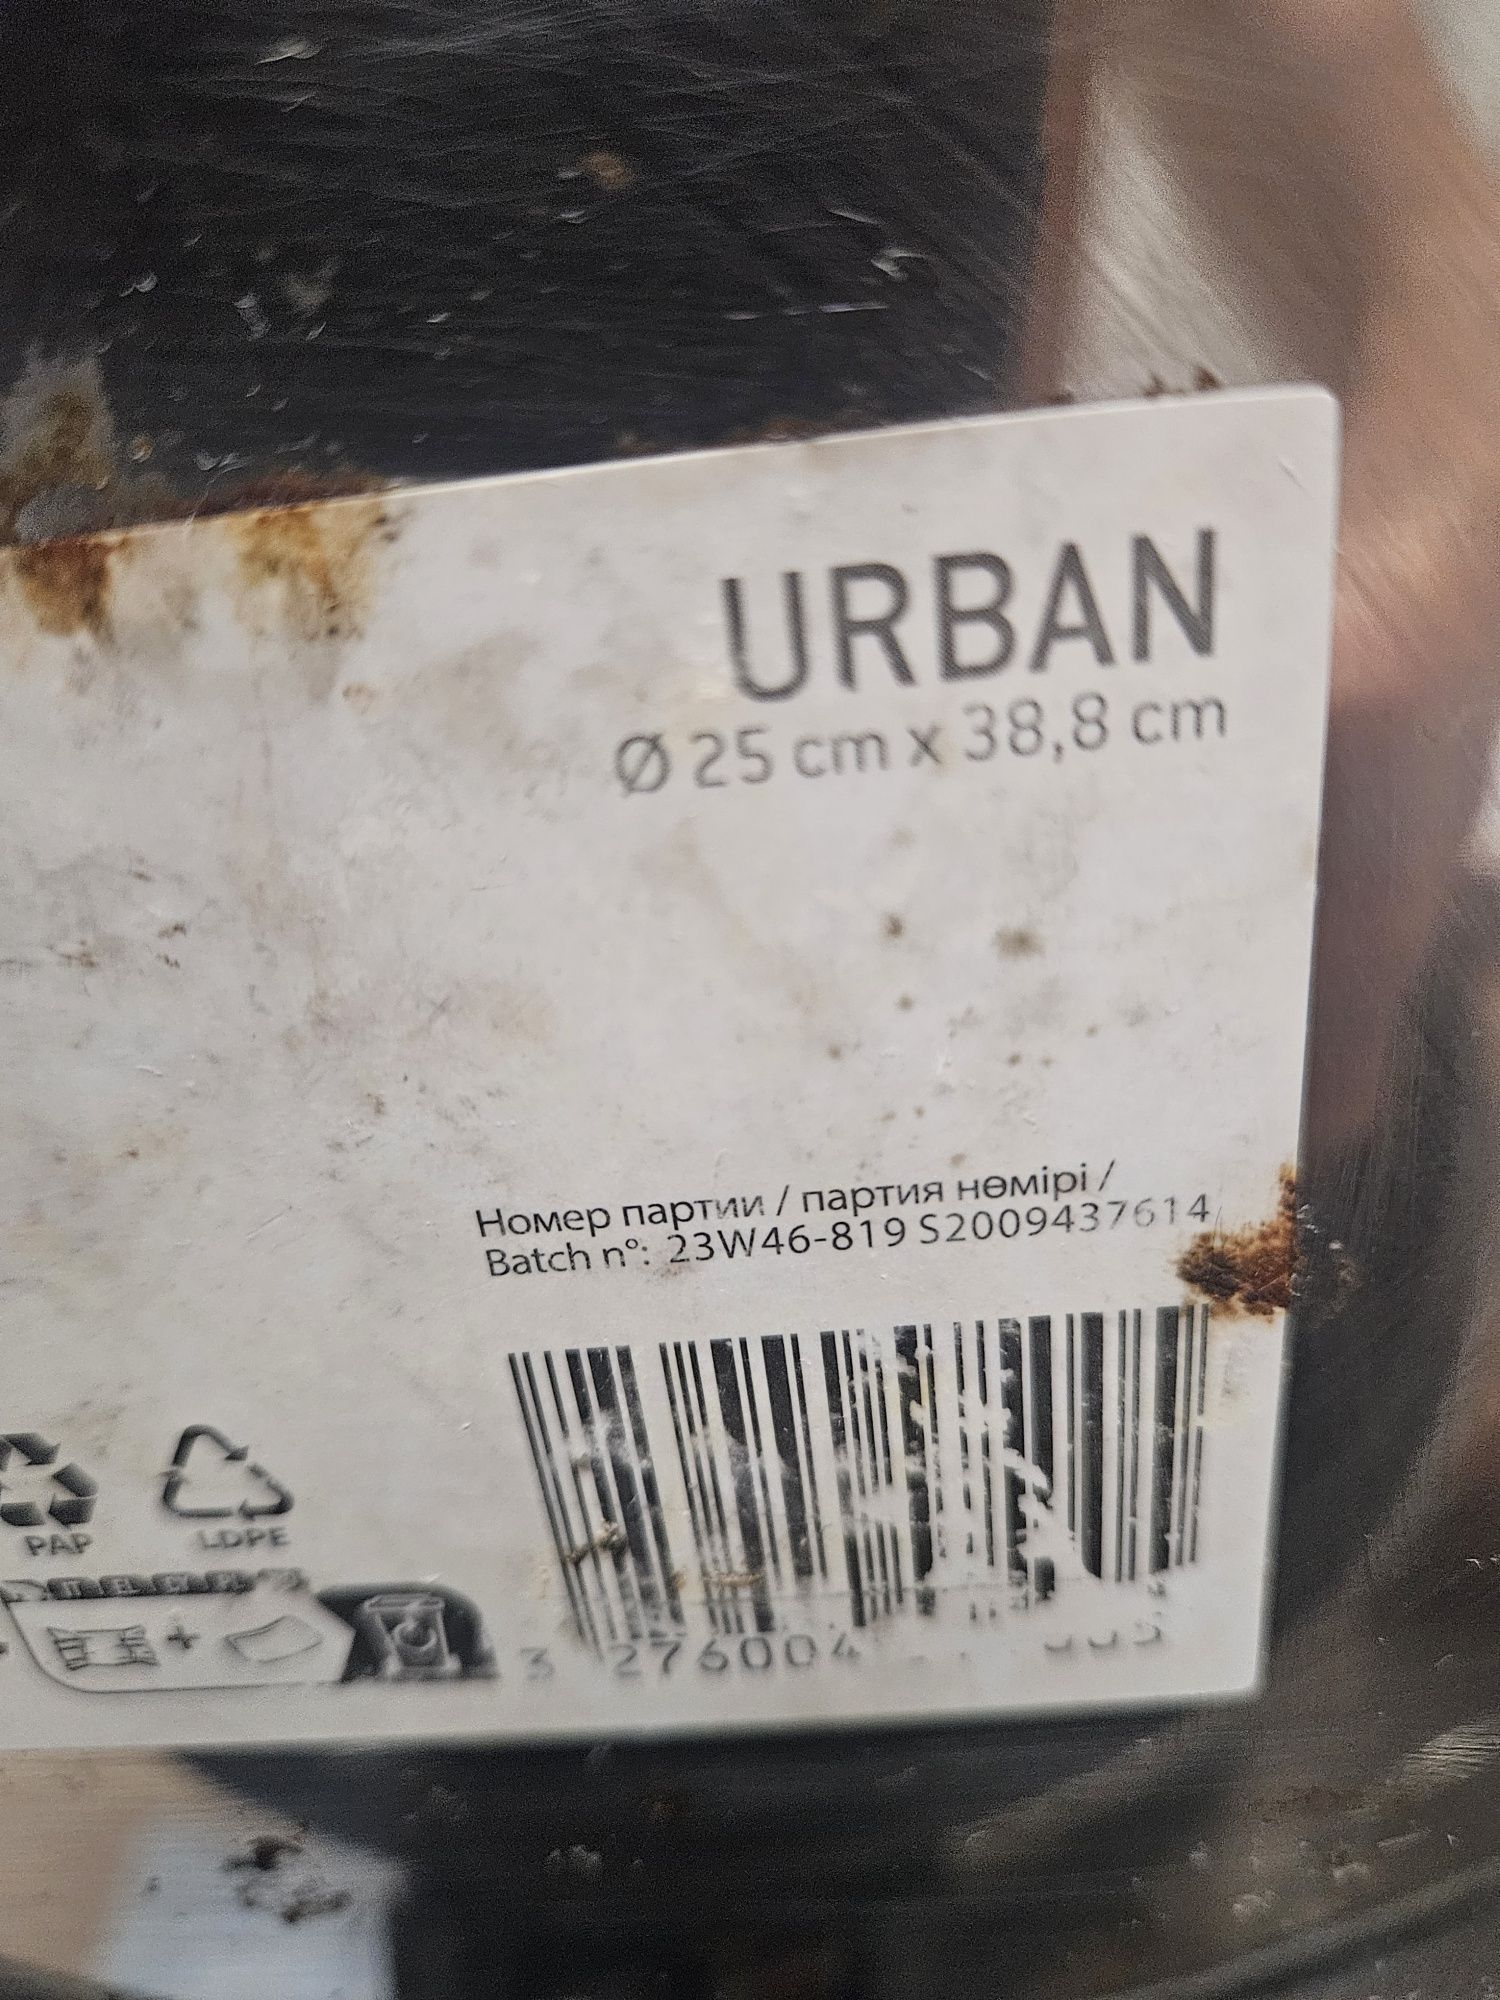 URBAN
Ø 25 cm x 38,8 cm
Номер партии / партия нөмірі /
Batch n°: 23W46-819 S2009437614
PAP
LDPE
3 276004